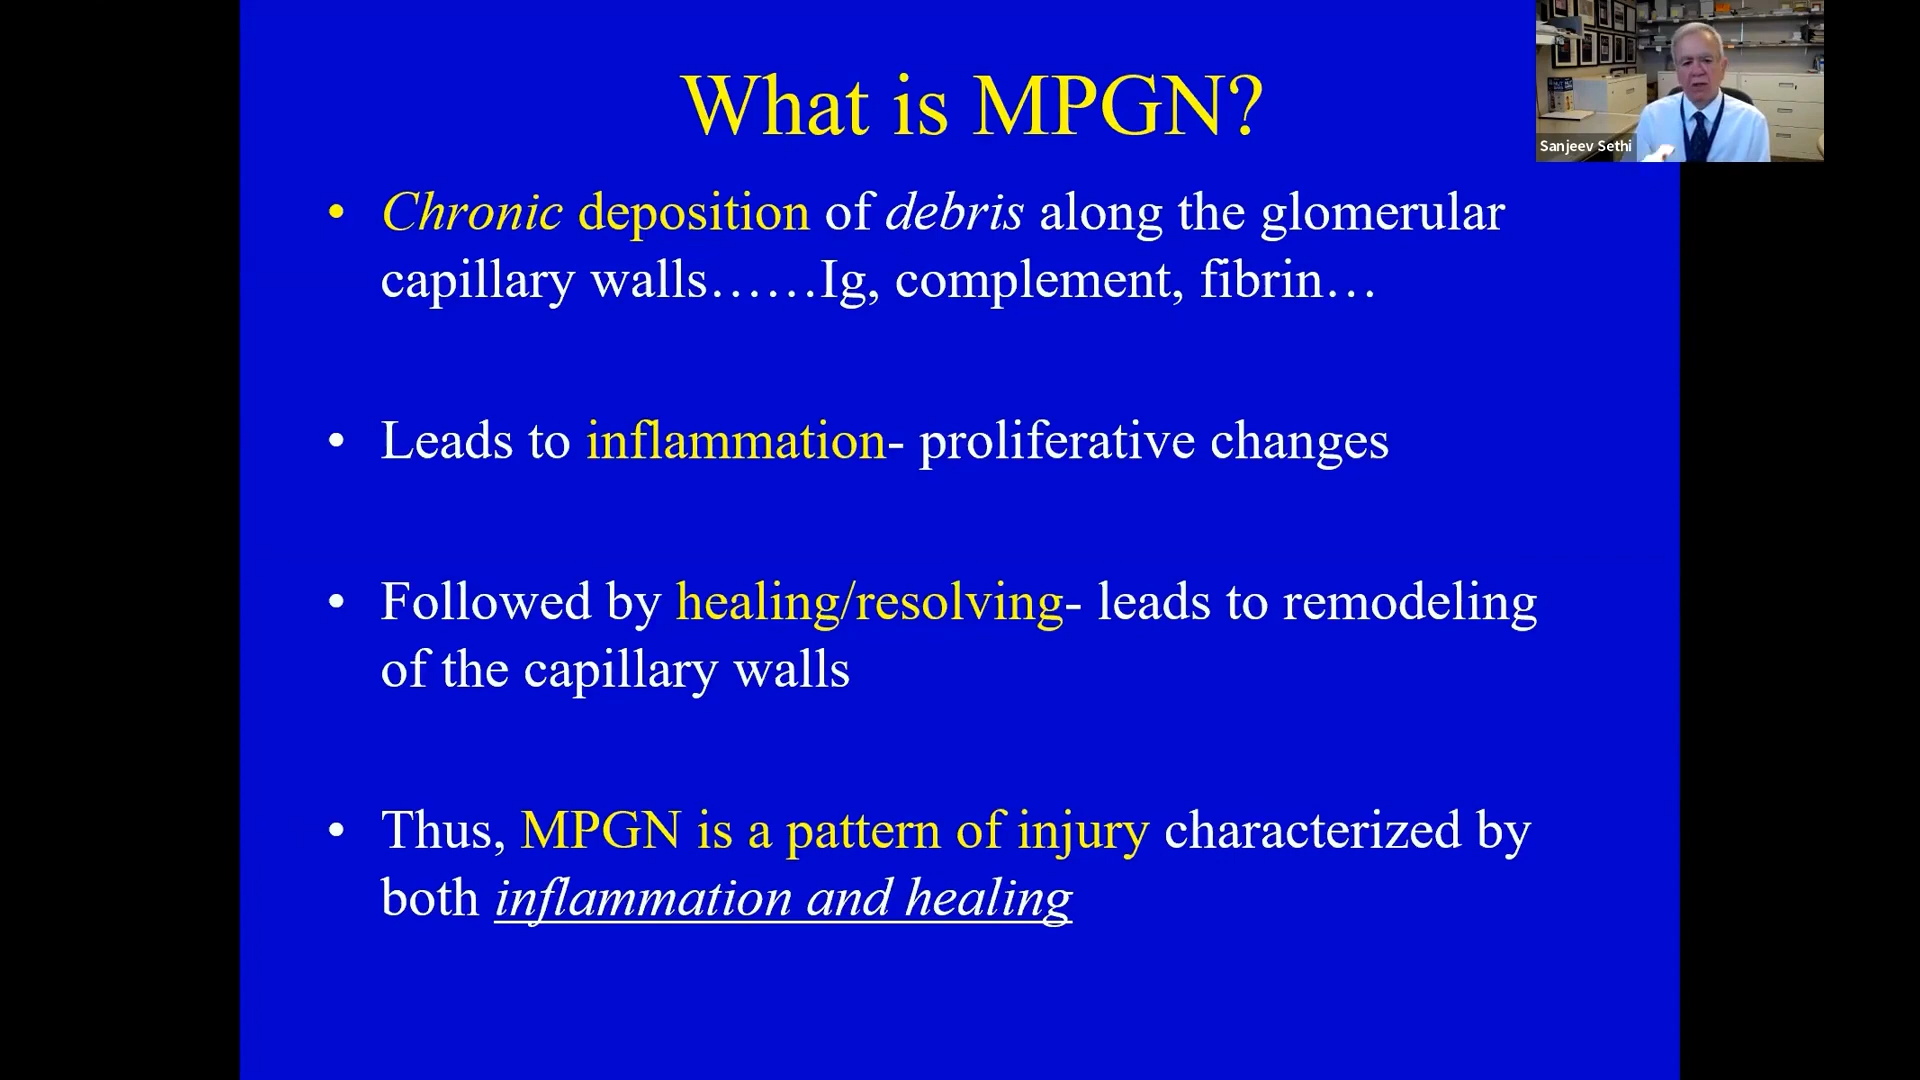 What is MPGN?
Sanjeev Sethi
• Chronic deposition of debris along the glomerular
capillary walls……Ig, complement, fibrin…
• Leads to inflammation- proliferative changes
• Followed by healing/resolving- leads to remodeling
of the capillary walls
• Thus, MPGN is a pattern of injury characterized by
both inflammation and healing